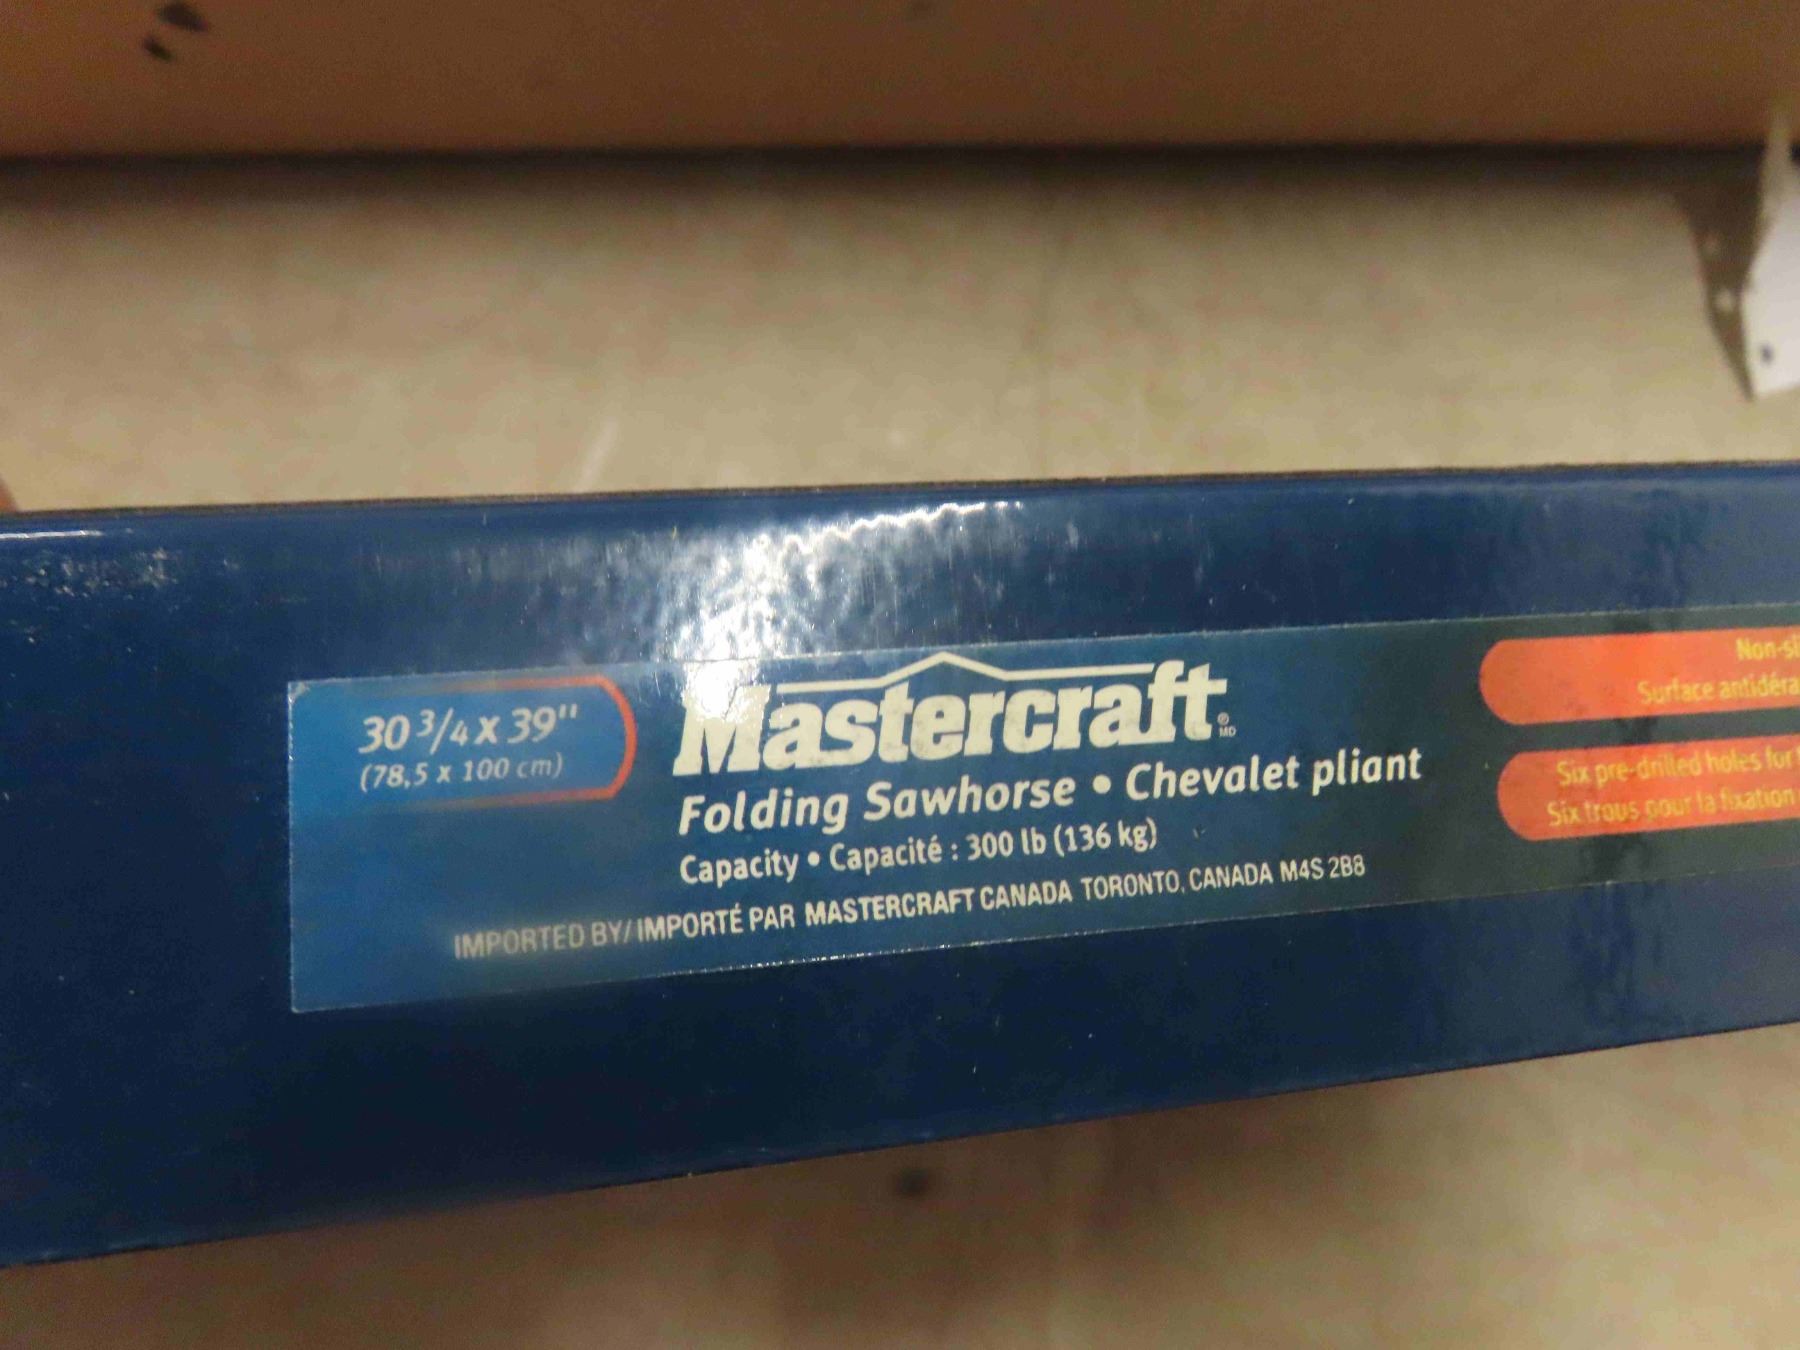 30 3/4 x 39"
(78,5 x 100 cm)
Mastercraft® MD
Folding Sawhorse • Chevalet pliant
Capacity • Capacité : 300 lb (136 kg)
IMPORTED BY/IMPORTÉ PAR MASTERCRAFT CANADA TORONTO, CANADA M4S 2B8
Surface
Six pre-drilled holes for
Six trous pour la fixation